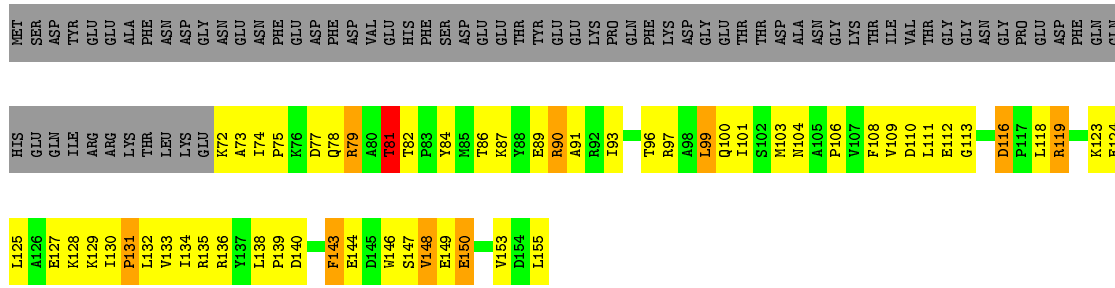 MET SER ASP TYR GLU GLU ALA PHE ASN ASP GLY ASN GLU ASN PHE GLU ASP PHE ASP VAL GLU HIS PHE SER ASP GLU GLU THR TYR GLU GLU LYS PRO GLN PHE LYS ASP GLY GLU THR THR ASP ALA ASN GLY LYS THR ILE VAL THR GLY GLY ASN GLY PRO GLU ASP PHE GLN GLN
HIS GLU GLN ILE ARG ARG LYS THR LEU LYS GLU K72 A73 I74 P75 K76 D77 Q78 R79 A80 T81 T82 P83 Y84 M85 T86 K87 Y88 E89 R90 A91 R92 I93 T96 R97 A98 L99 Q100 I101 S102 M103 N104 A105 P106 V107 F108 V109 D110 L111 E112 G113 D116 P117 L118 R119 K123 E124
L125 A126 E127 K128 K129 I130 P131 L132 V133 I134 R135 R136 Y137 L138 P139 D140 F143 E144 D145 W146 S147 V148 E149 E150 V153 D154 L155